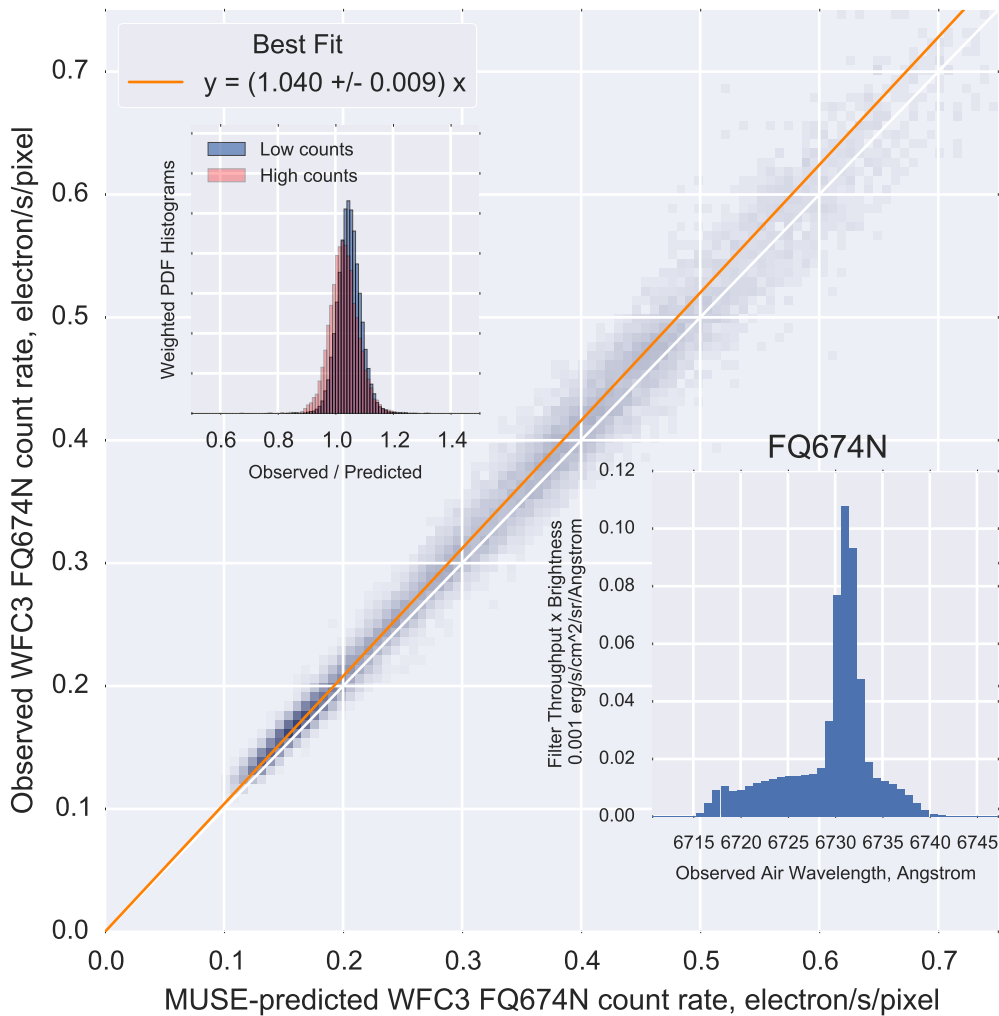 Best Fit
y = (1.040 +/- 0.009) x
Low counts
High counts
Weighted PDF Histograms
0.6 0.8 1.0 1.2 1.4
Observed / Predicted
Observed WFC3 FQ674N count rate, electron/s/pixel
0.7
0.6
0.5
0.4
0.3
0.2
0.1
0.0
FQ674N
Filter Throughput x Brightness
0.001 erg/s/cm^2/sr/Angstrom
0.12
0.10
0.08
0.06
0.04
0.02
0.00
6715 6720 6725 6730 6735 6740 6745
Observed Air Wavelength, Angstrom
0.0 0.1 0.2 0.3 0.4 0.5 0.6 0.7
MUSE-predicted WFC3 FQ674N count rate, electron/s/pixel